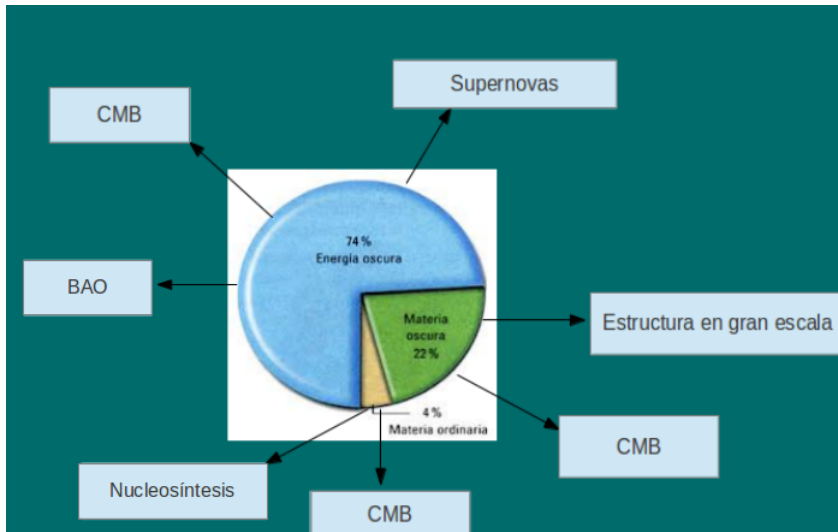 Supernovas
CMB
74%
Energía oscura
BAO
Materia
oscura
22%
Estructura en gran escala
4%
Materia ordinaria
CMB
Nucleosíntesis
CMB